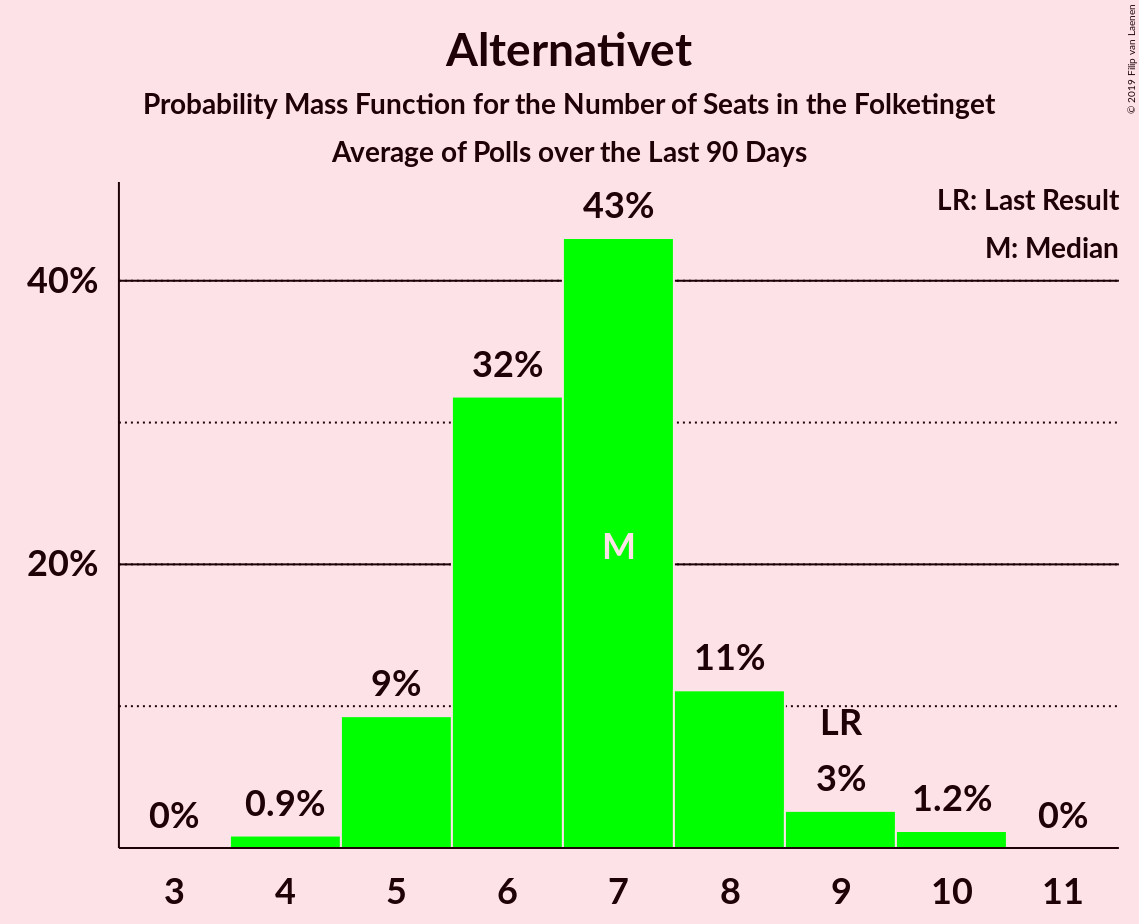 Alternativet
Probability Mass Function for the Number of Seats in the Folketinget
Average of Polls over the Last 90 Days
© 2019 Filip van Laenen
LR: Last Result
M: Median
40%
20%
0%
0.9%
9%
32%
43%
M
11%
LR
3%
1.2%
0%
3 4 5 6 7 8 9 10 11